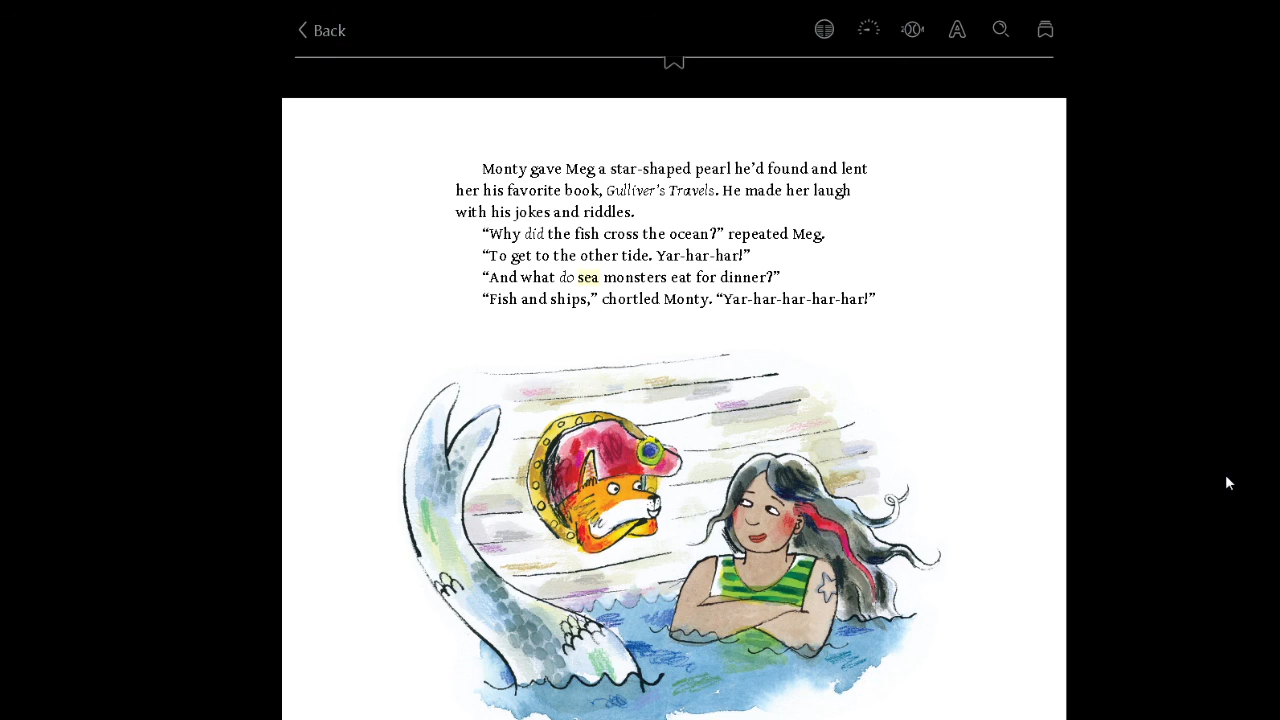 Back
Monty gave Meg a star-shaped pearl he’d found and lent
her his favorite book, Gulliver’s Travels. He made her laugh
with his jokes and riddles.
“Why did the fish cross the ocean?” repeated Meg.
“To get to the other tide. Yar-har-har!”
“And what do sea monsters eat for dinner?”
“Fish and ships,” chortled Monty. “Yar-har-har-har-har!”